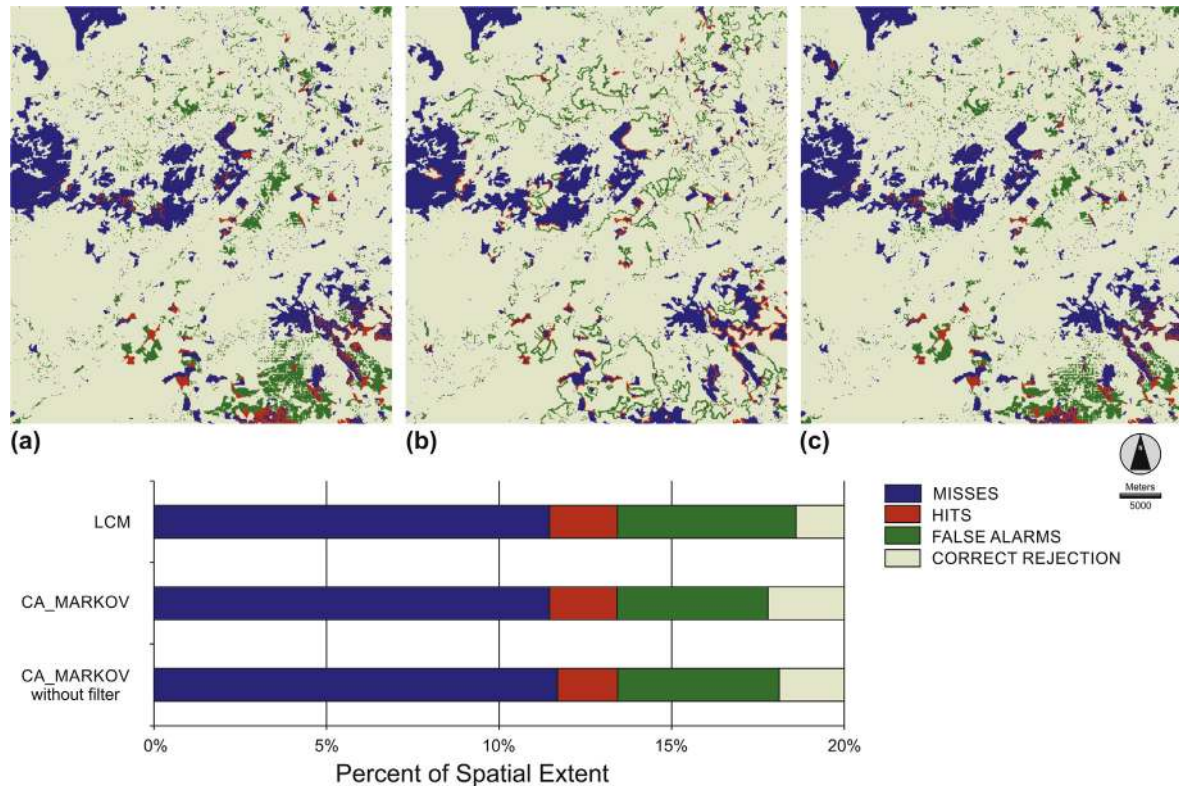 (a)
(b)
(c)
Meters
5000
MISSES
HITS
FALSE ALARMS
CORRECT REJECTION
LCM
CA_MARKOV
CA_MARKOV
without filter
0%
5%
10%
15%
20%
Percent of Spatial Extent